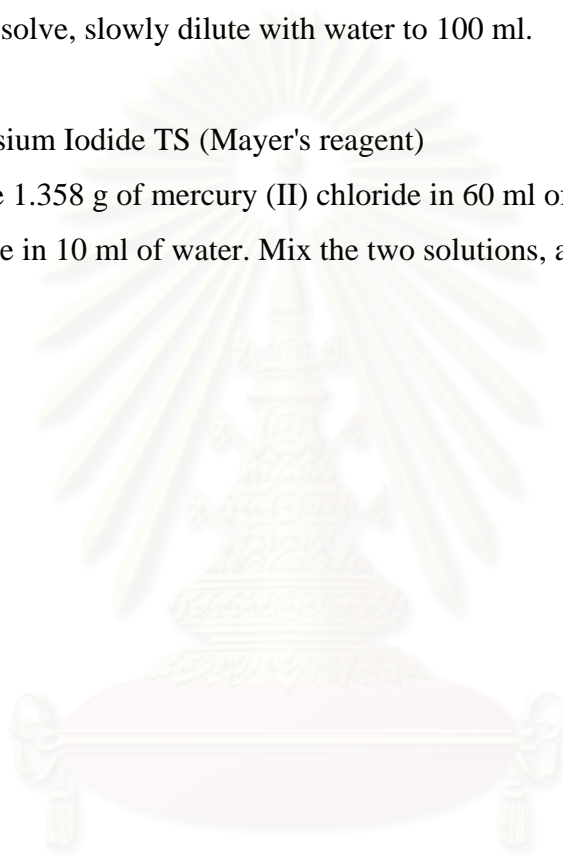 solve, slowly dilute with water to 100 ml.
sium Iodide TS (Mayer's reagent)
e 1.358 g of mercury (II) chloride in 60 ml of
e in 10 ml of water. Mix the two solutions, a